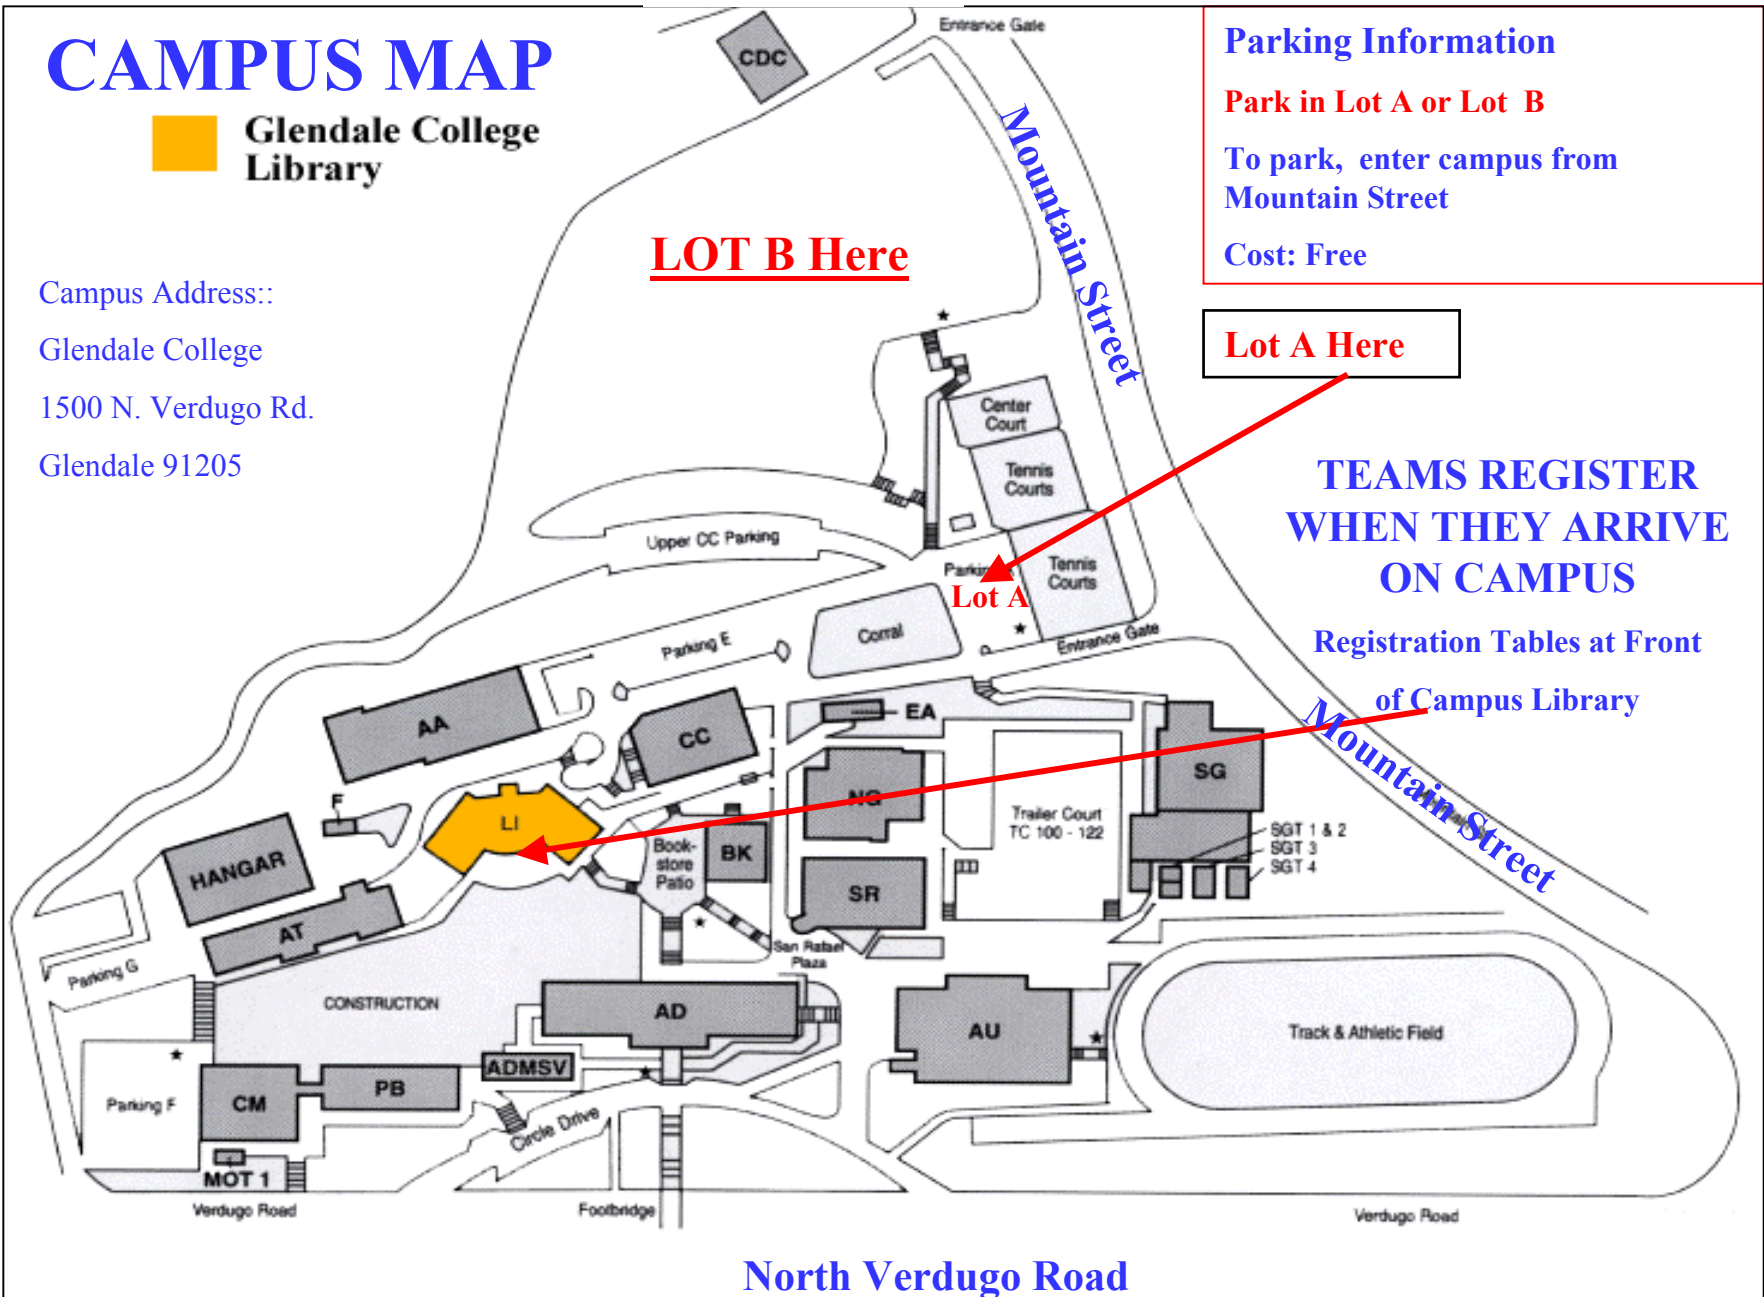 CAMPUS MAP
Glendale College
Library
Campus Address::
Glendale College
1500 N. Verdugo Rd.
Glendale 91205
Entrance Gate
CDC
Mountain Street
Parking Information
Park in Lot A or Lot B
To park, enter campus from
Mountain Street
Cost: Free
LOT B Here
Lot A Here
Center
Court
Tennis
Courts
Upper CC Parking
Tennis
Courts
Lot A
TEAMS REGISTER
WHEN THEY ARRIVE
ON CAMPUS
Registration Tables at Front
of Campus Library
Corral
Entrance Gate
Parking E
AA
CC
EA
Mountain Street
SG
NG
Trailer Court
TC 100 - 122
SGT 1 & 2
SGT 3
SGT 4
F
LI
HANGAR
Book-
store
Patio
BK
SR
AT
San Rafael
Plaza
Parking G
CONSTRUCTION
AD
AU
Track & Athletic Field
ADMSV
PB
CM
Parking F
Circle Drive
MOT 1
Verdugo Road
Footbridge
Verdugo Road
North Verdugo Road